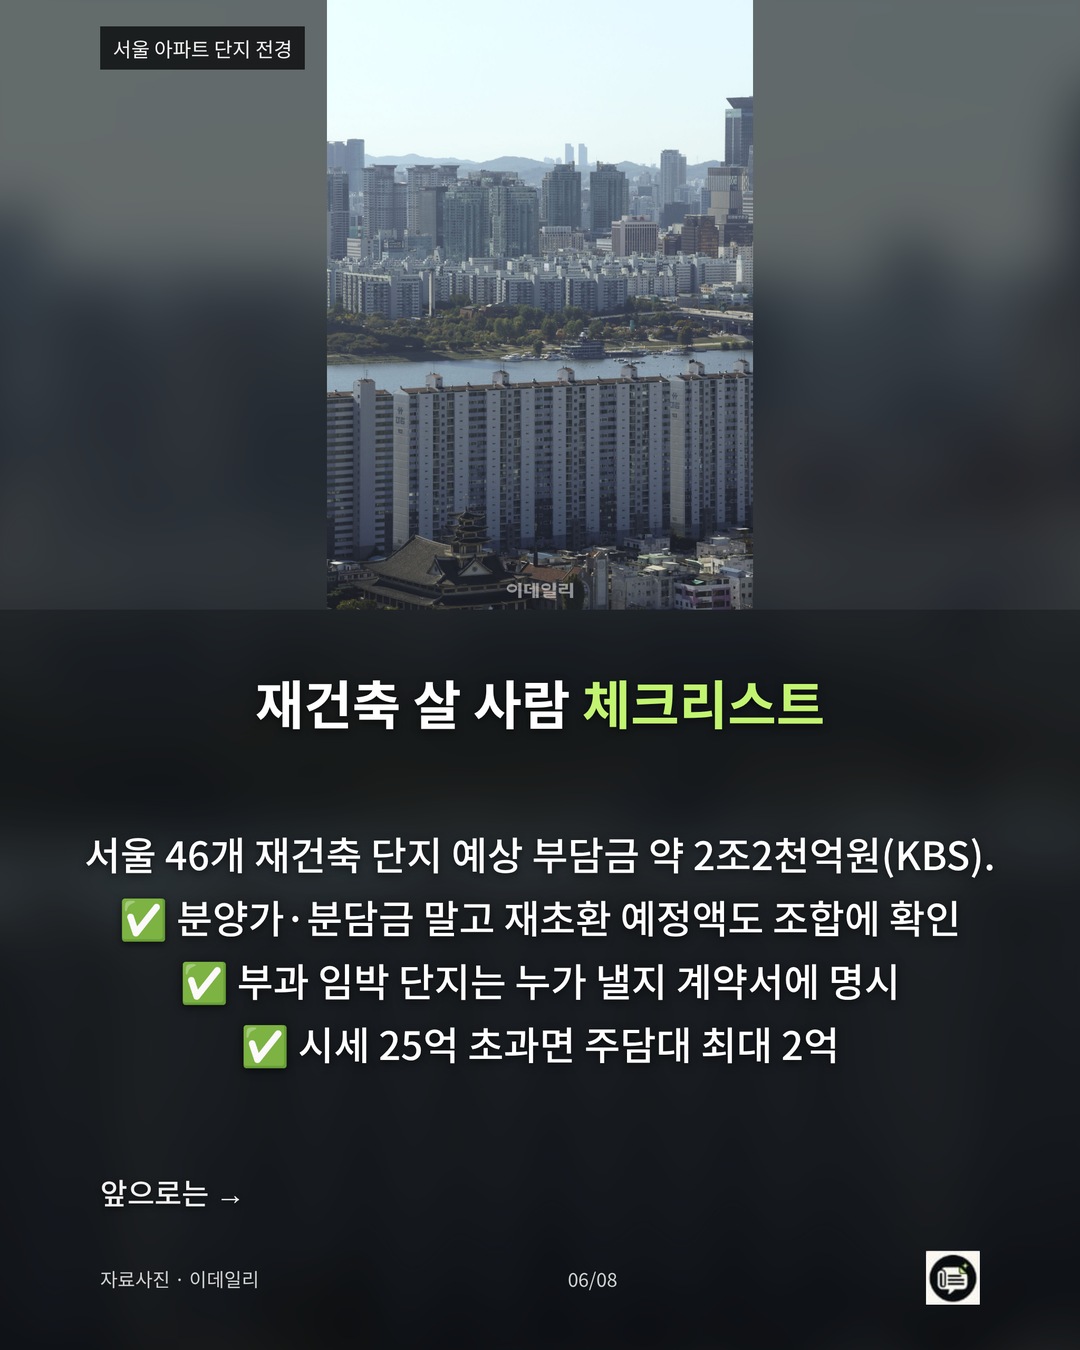 서울 아파트 단지 전경
이데일리
재건축 살 사람 체크리스트
서울 46개 재건축 단지 예상 부담금 약 2조2천억원(KBS).
✅ 분양가·분담금 말고 재초환 예정액도 조합에 확인
✅ 부과 임박 단지는 누가 낼지 계약서에 명시
✅ 시세 25억 초과면 주담대 최대 2억
앞으로는 →
자료사진 · 이데일리
06/08